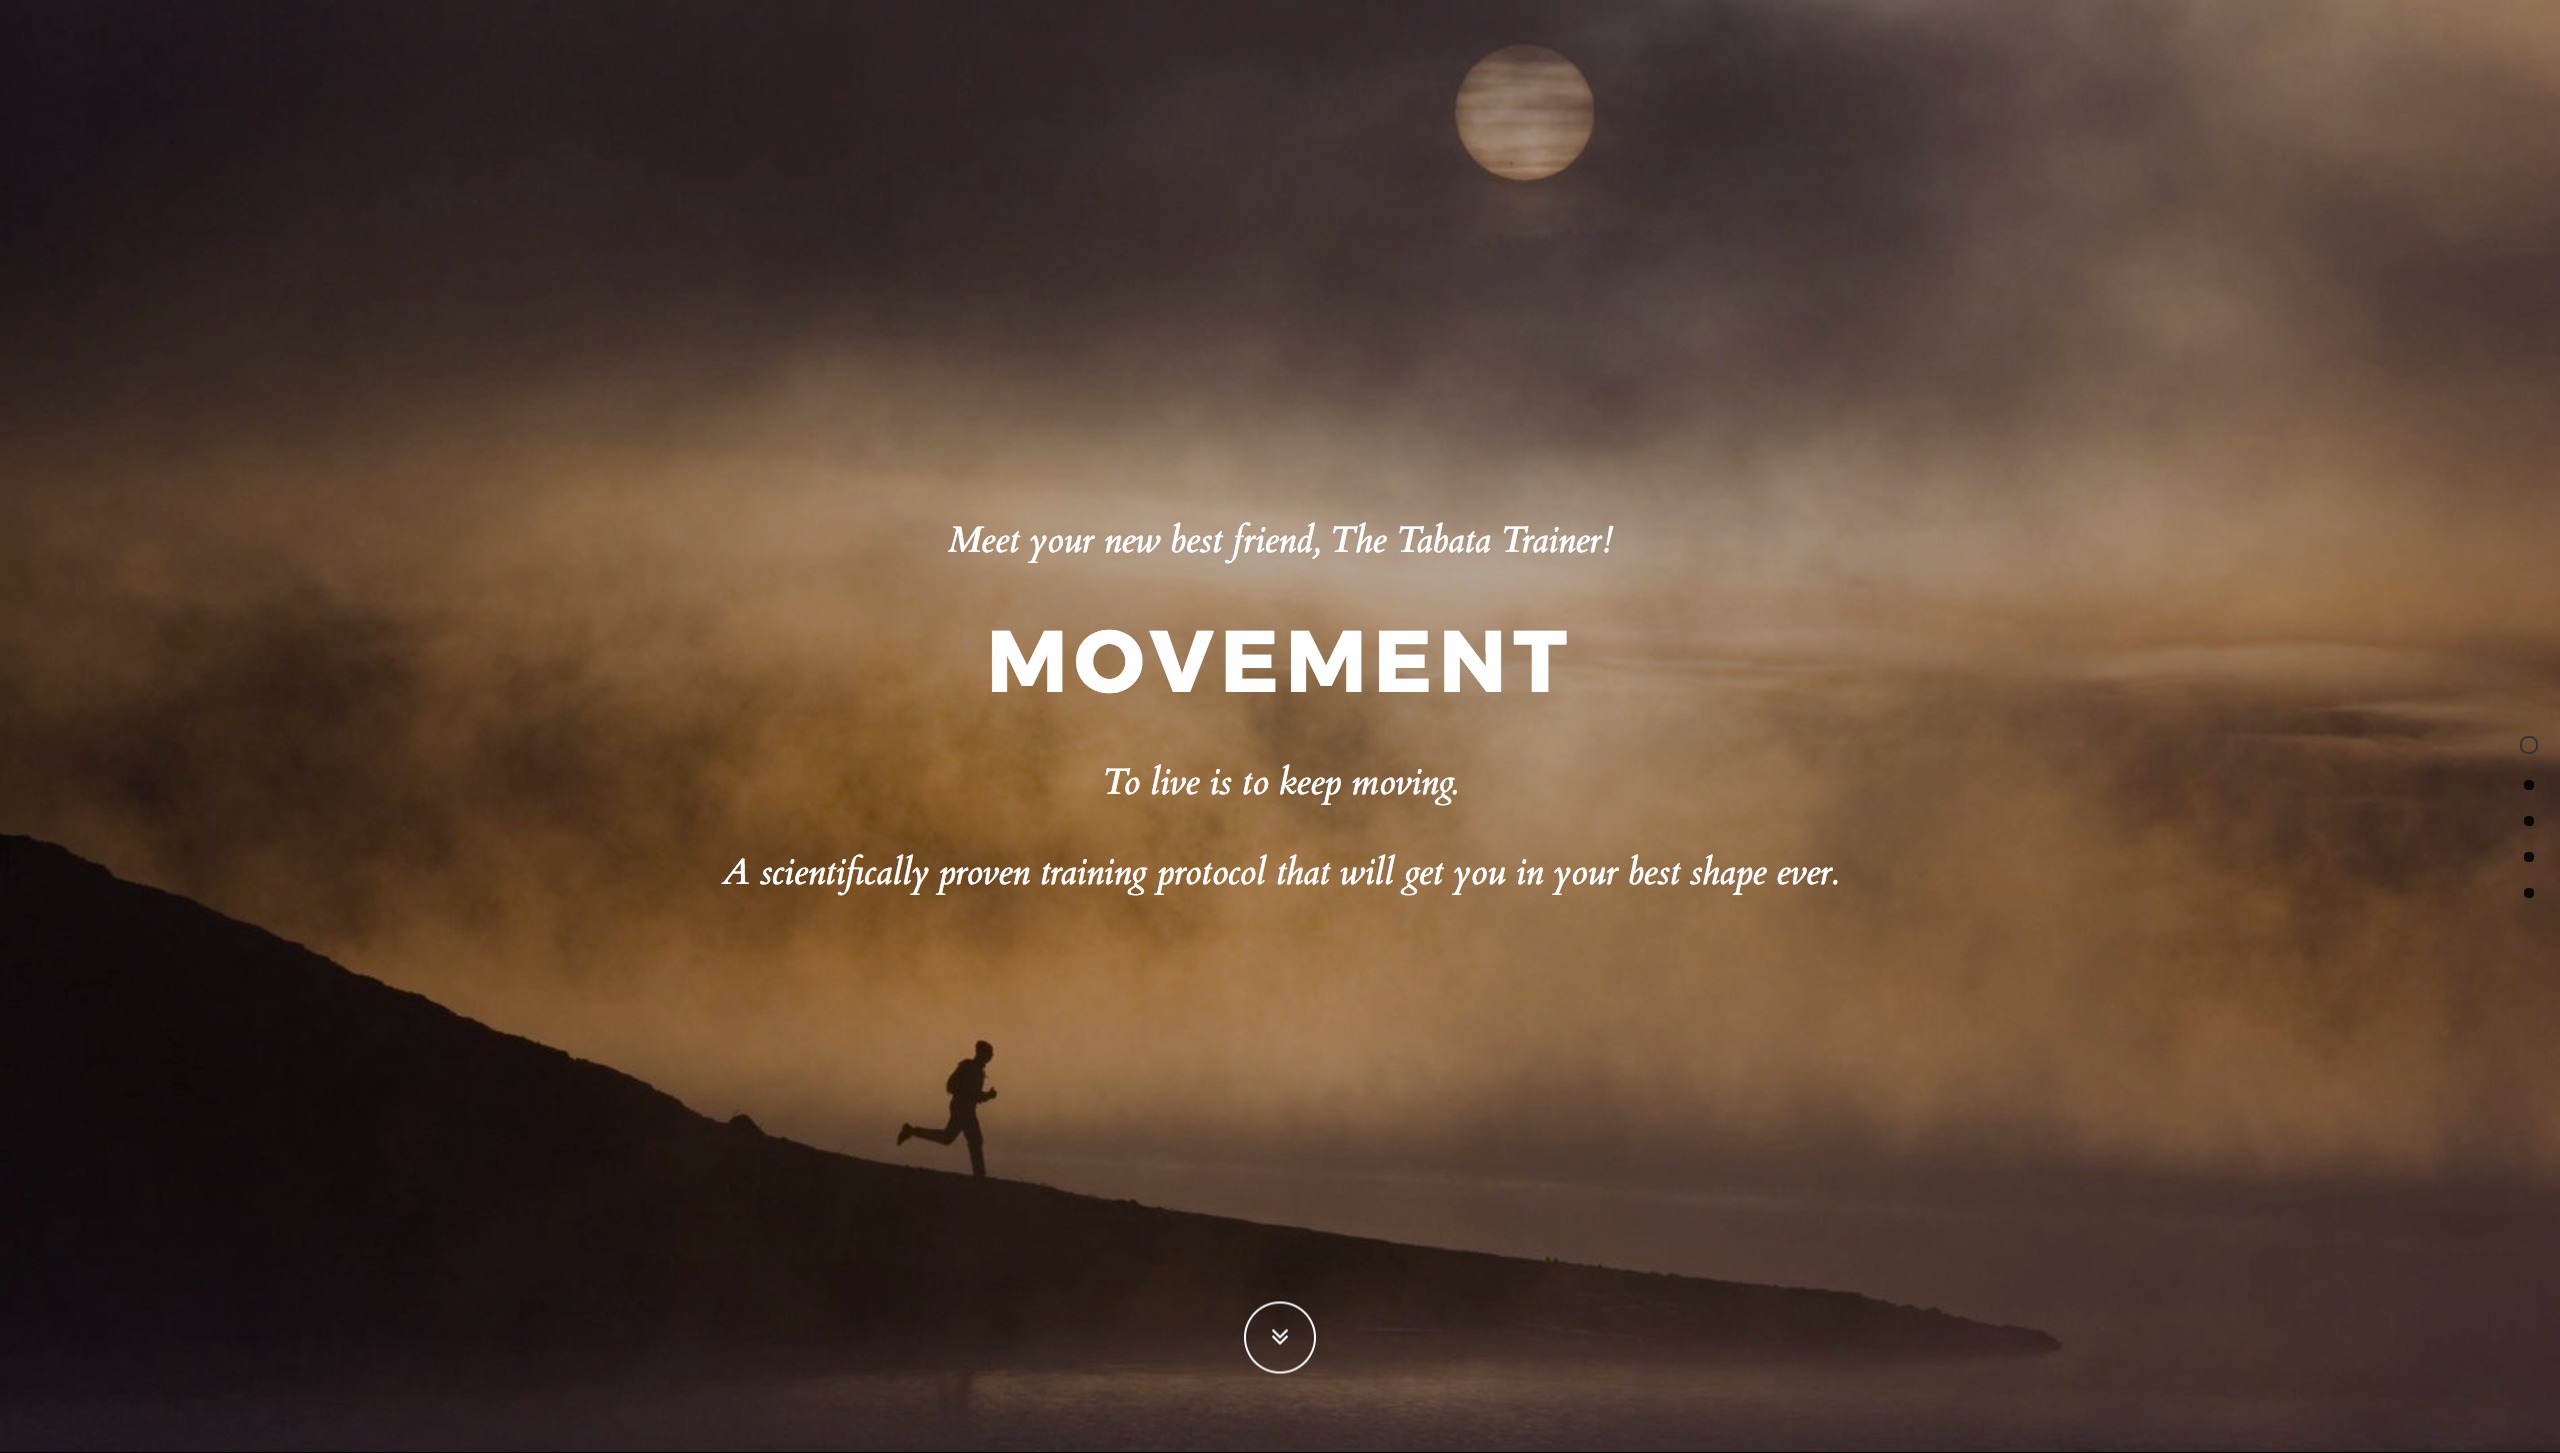 Meet your new best friend, The Tabata Trainer!
MOVEMENT
To live is to keep moving.
A scientifically proven training protocol that will get you in your best shape ever.